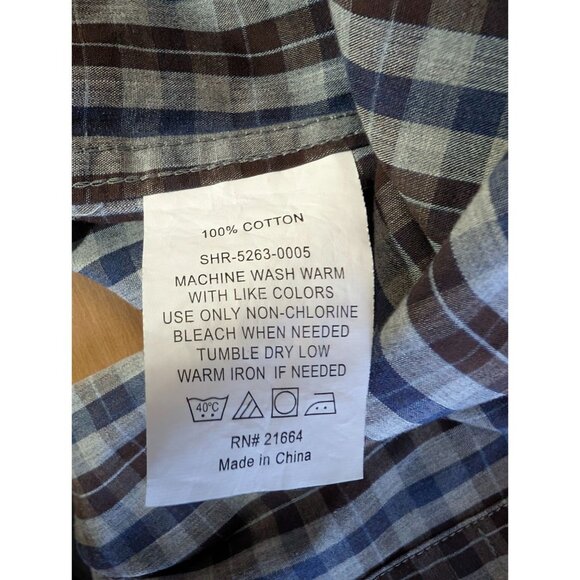 100% COTTON
SHR-5263-0005
MACHINE WASH WARM
WITH LIKE COLORS
USE ONLY NON-CHLORINE
BLEACH WHEN NEEDED
TUMBLE DRY LOW
WARM IRON IF NEEDED
40°C
RN# 21664
Made in China